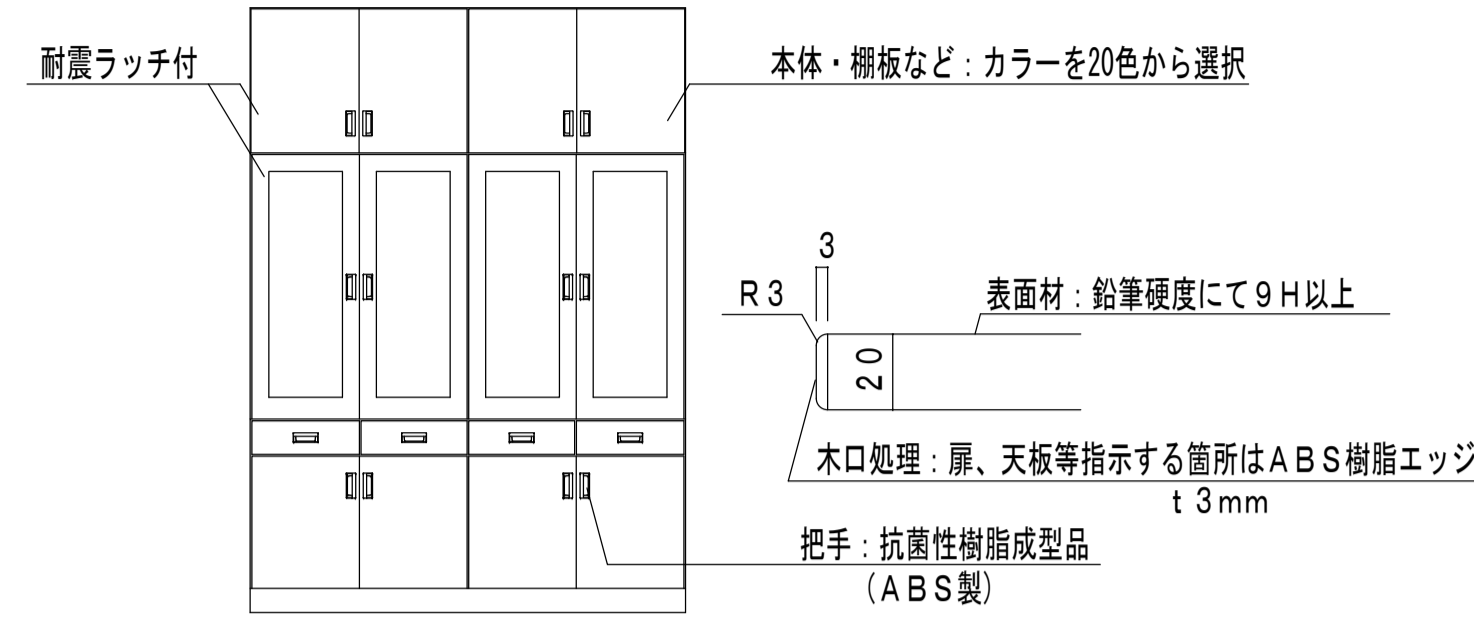 耐震ラッチ付
本体・棚板など：カラーを20色から選択
3
R3
表面材：鉛筆硬度にて9H以上
20
木口処理：扉、天板等指示する箇所はABS樹脂エッジ
t3mm
把手：抗菌性樹脂成型品
（ABS製）